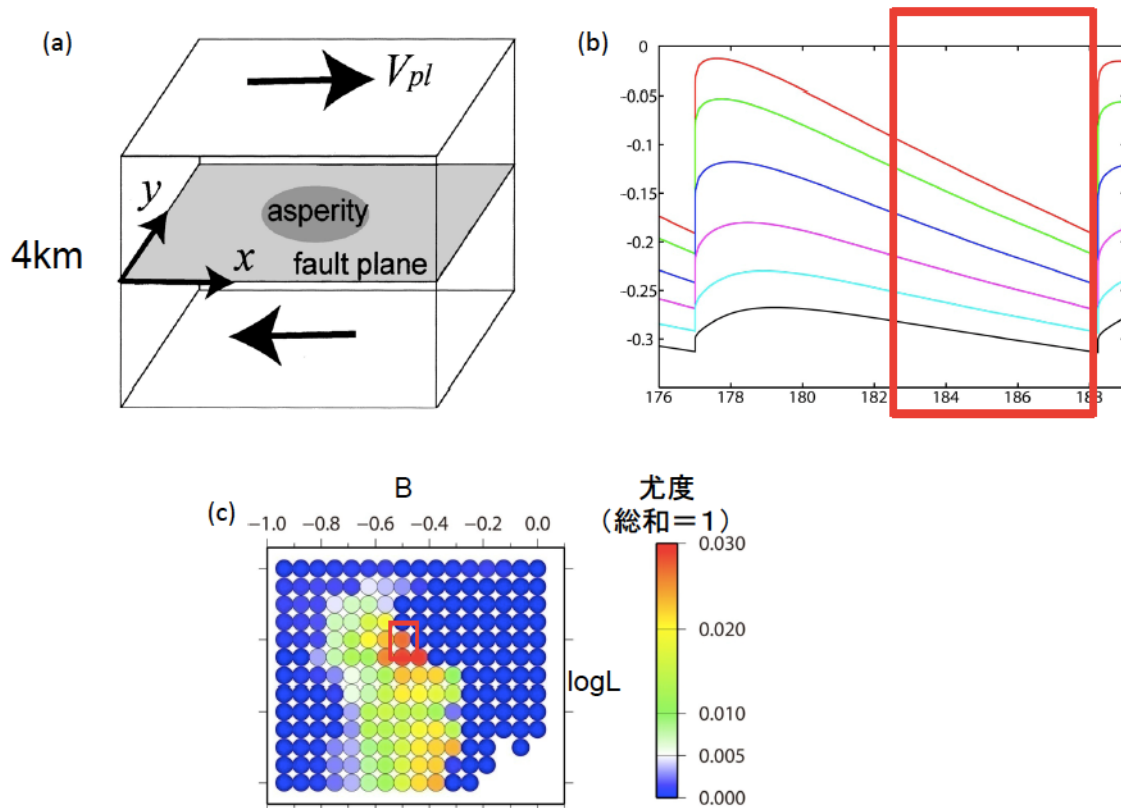 (a)
V_pl
y
asperity
4km
x
fault plane
(b)
0
−0.05
−0.1
−0.15
−0.2
−0.25
−0.3
176 178 180 182 184 186 188
(c)
B
−1.0 −0.8 −0.6 −0.4 −0.2 0.0
logL
尤度
(総和=1)
0.030
0.020
0.010
0.005
0.000